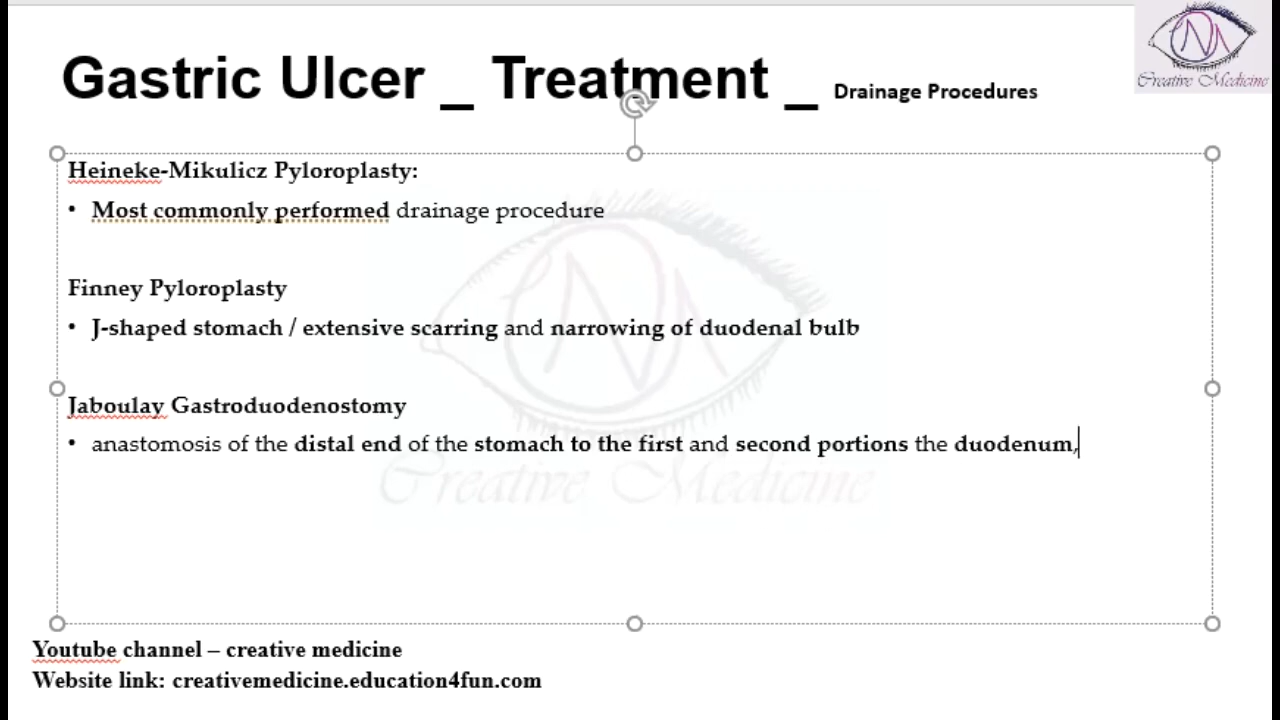 Creative Medicine
Gastric Ulcer _ Treatment _ Drainage Procedures
Heineke-Mikulicz Pyloroplasty:
• Most commonly performed drainage procedure
Finney Pyloroplasty
• J-shaped stomach / extensive scarring and narrowing of duodenal bulb
Jaboulay Gastroduodenostomy
• anastomosis of the distal end of the stomach to the first and second portions the duodenum,
Creative Medicine
Youtube channel – creative medicine
Website link: creativemedicine.education4fun.com